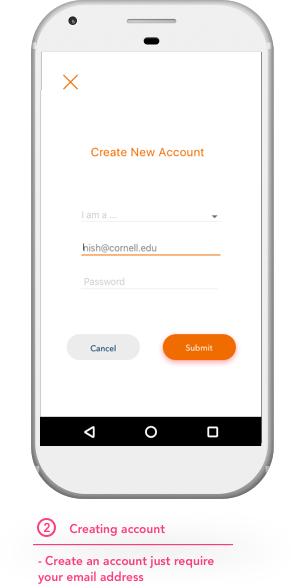 Create New Account
I am a ...
hish@cornell.edu
Password
Cancel
Submit
2 Creating account
- Create an account just require
your email address